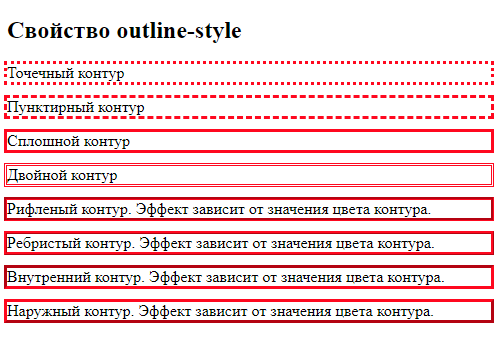 Свойство outline-style
Точечный контур
Пунктирный контур
Сплошной контур
Двойной контур
Рифленый контур. Эффект зависит от значения цвета контура.
Ребристый контур. Эффект зависит от значения цвета контура.
Внутренний контур. Эффект зависит от значения цвета контура.
Наружный контур. Эффект зависит от значения цвета контура.